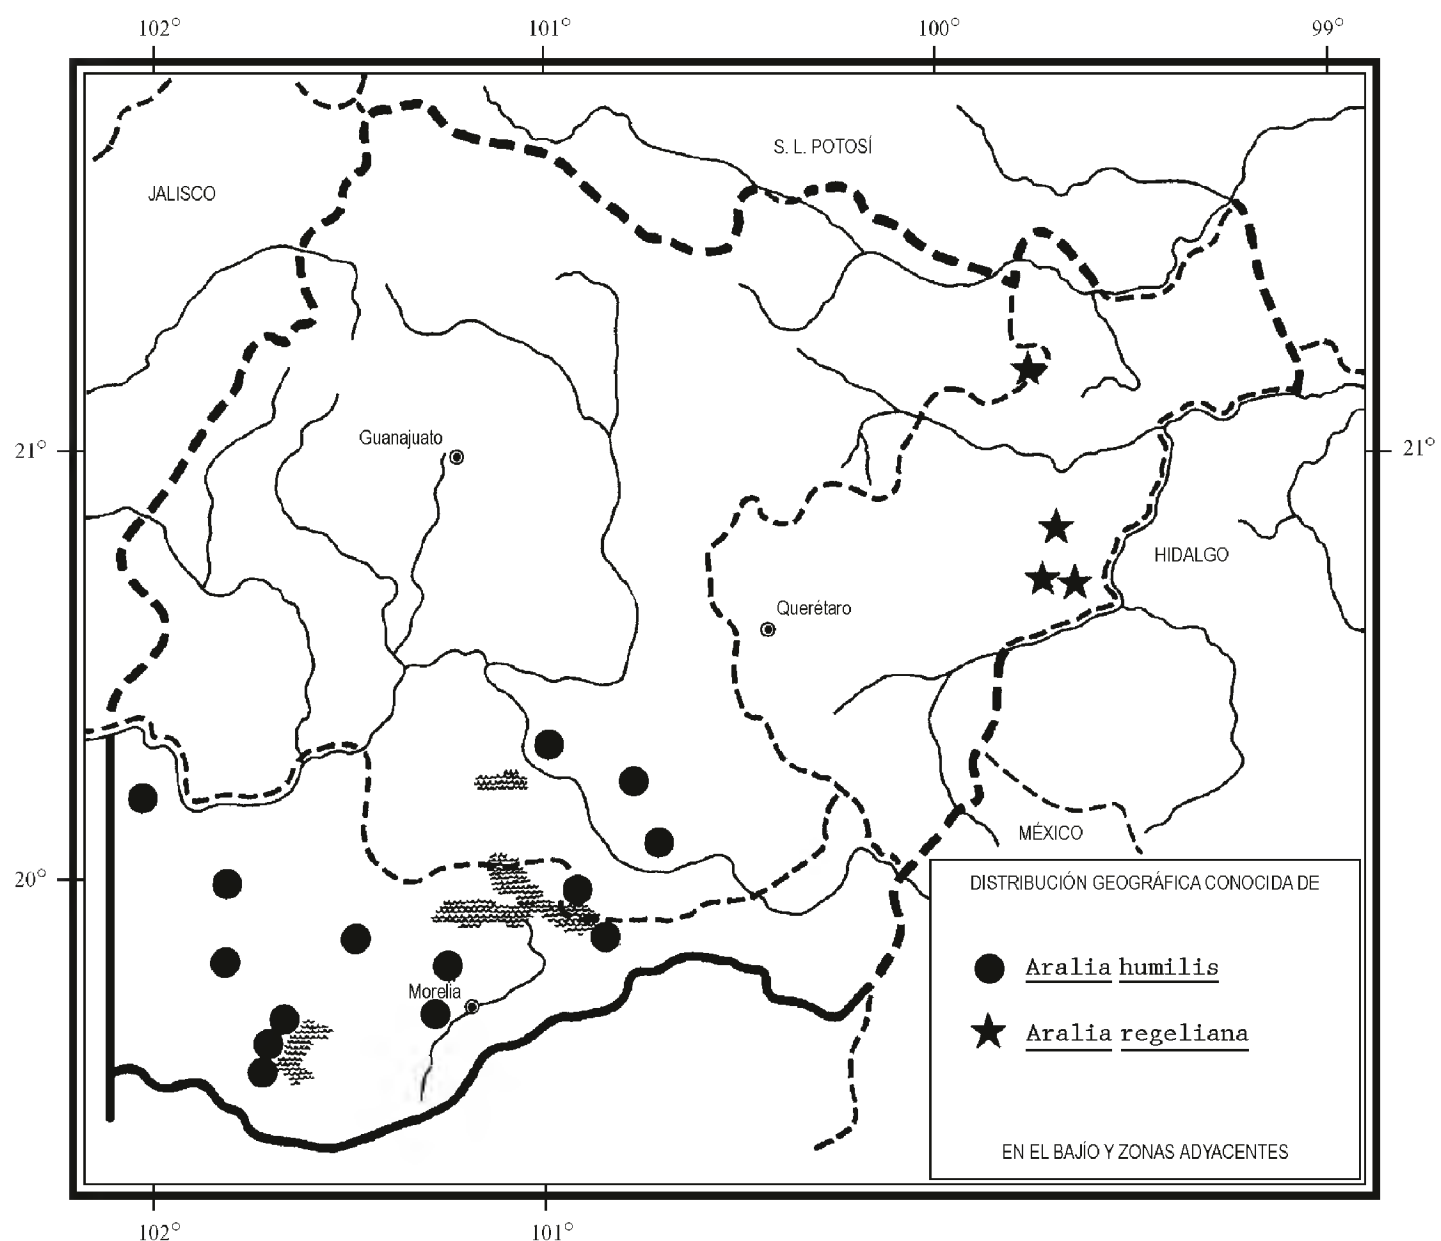 102° 101° 100° 99°
S. L. POTOSÍ
JALISCO
Guanajuato
21° 21°
HIDALGO
Querétaro
MÉXICO
20°
DISTRIBUCIÓN GEOGRÁFICA CONOCIDA DE
Aralia humilis
Morelia
Aralia regeliana
EN EL BAJÍO Y ZONAS ADYACENTES
102° 101°